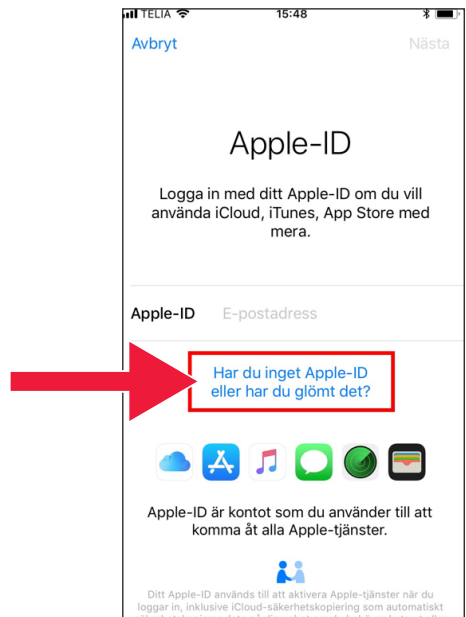 TELIA 15:48
Avbryt Nästa
Apple-ID
Logga in med ditt Apple-ID om du vill
använda iCloud, iTunes, App Store med
mera.
Apple-ID E-postadress
Har du inget Apple-ID
eller har du glömt det?
Apple-ID är kontot som du använder till att
komma åt alla Apple-tjänster.
Ditt Apple-ID används till att aktivera Apple-tjänster när du
loggar in, inklusive iCloud-säkerhetskopiering som automatiskt